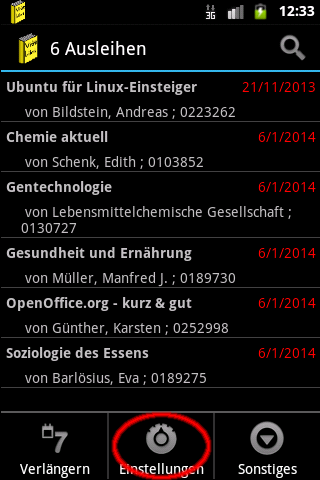 3G 12:33
6 Ausleihen
Ubuntu für Linux-Einsteiger 21/11/2013
von Bildstein, Andreas ; 0223262
Chemie aktuell 6/1/2014
von Schenk, Edith ; 0103852
Gentechnologie 6/1/2014
von Lebensmittelchemische Gesellschaft ;
0130727
Gesundheit und Ernährung 6/1/2014
von Müller, Manfred J. ; 0189730
OpenOffice.org - kurz & gut 6/1/2014
von Günther, Karsten ; 0252998
Soziologie des Essens 6/1/2014
von Barlösius, Eva ; 0189275
7
Verlängern Einstellungen Sonstiges